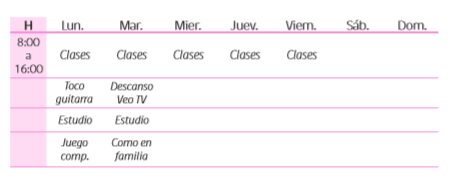 H Lun. Mar. Mier. Juev. Viern. Sáb. Dom.
8:00
a Clases Clases Clases Clases Clases
16:00
Toco Descanso
guitarra Veo TV
Estudio Estudio
Juego Como en
comp. familia